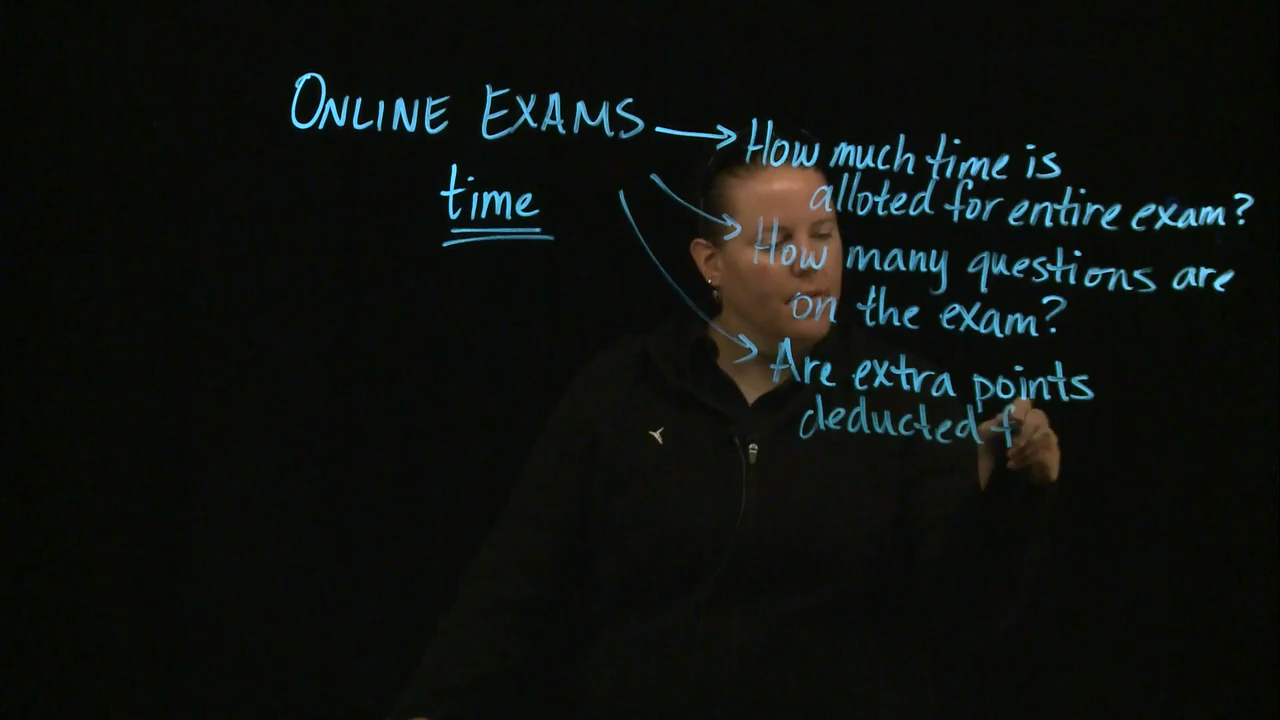 ONLINE EXAMS
time
How much time is
alloted for entire exam?
How many questions are
on the exam?
Are extra points
deducted f